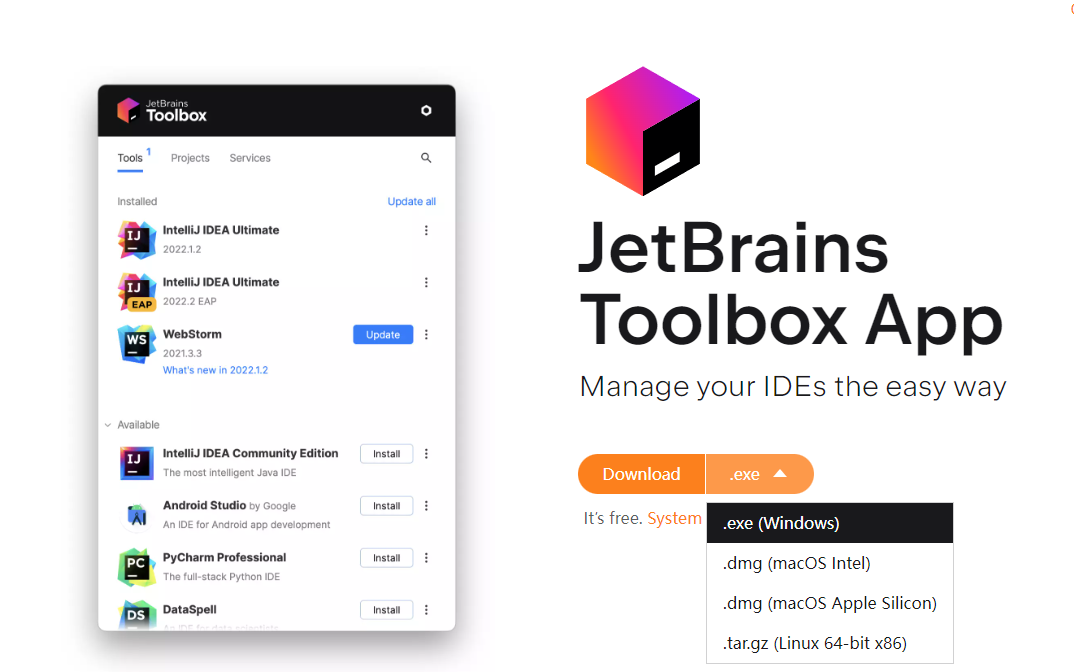 JetBrains
Toolbox
Tools 1 Projects Services
Installed Update all
IJ
IntelliJ IDEA Ultimate
2022.1.2
IJ
EAP
IntelliJ IDEA Ultimate
2022.2 EAP
WS
WebStorm
2021.3.3
What's new in 2022.1.2
Update
Available
IJ
IntelliJ IDEA Community Edition
The most intelligent Java IDE
Install
Android Studio by Google
An IDE for Android app development
Install
PC
PyCharm Professional
The full-stack Python IDE
Install
DS
DataSpell
An IDE for data scientists
Install
JetBrains
Toolbox App
Manage your IDEs the easy way
Download .exe
It's free. System
.exe (Windows)
.dmg (macOS Intel)
.dmg (macOS Apple Silicon)
.tar.gz (Linux 64-bit x86)